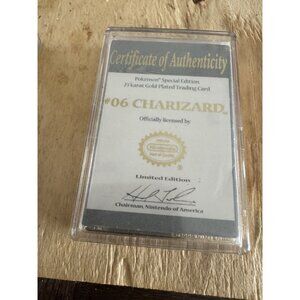 Certificate of Authenticity
Pokémon® Special Edition
23 karat Gold Plated Trading Card
#06 CHARIZARD
Officially licensed by
Nintendo
Limited Edition
Chairman, Nintendo of America